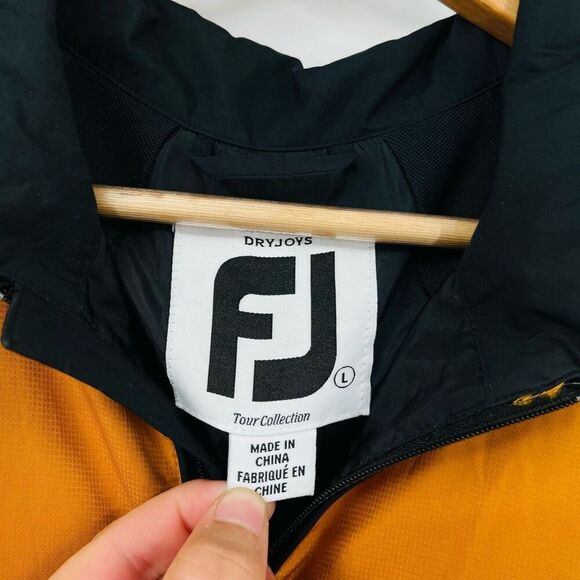 DRYJOYS
FJ
L
Tour Collection
MADE IN
CHINA
FABRIQUÉ EN
CHINE